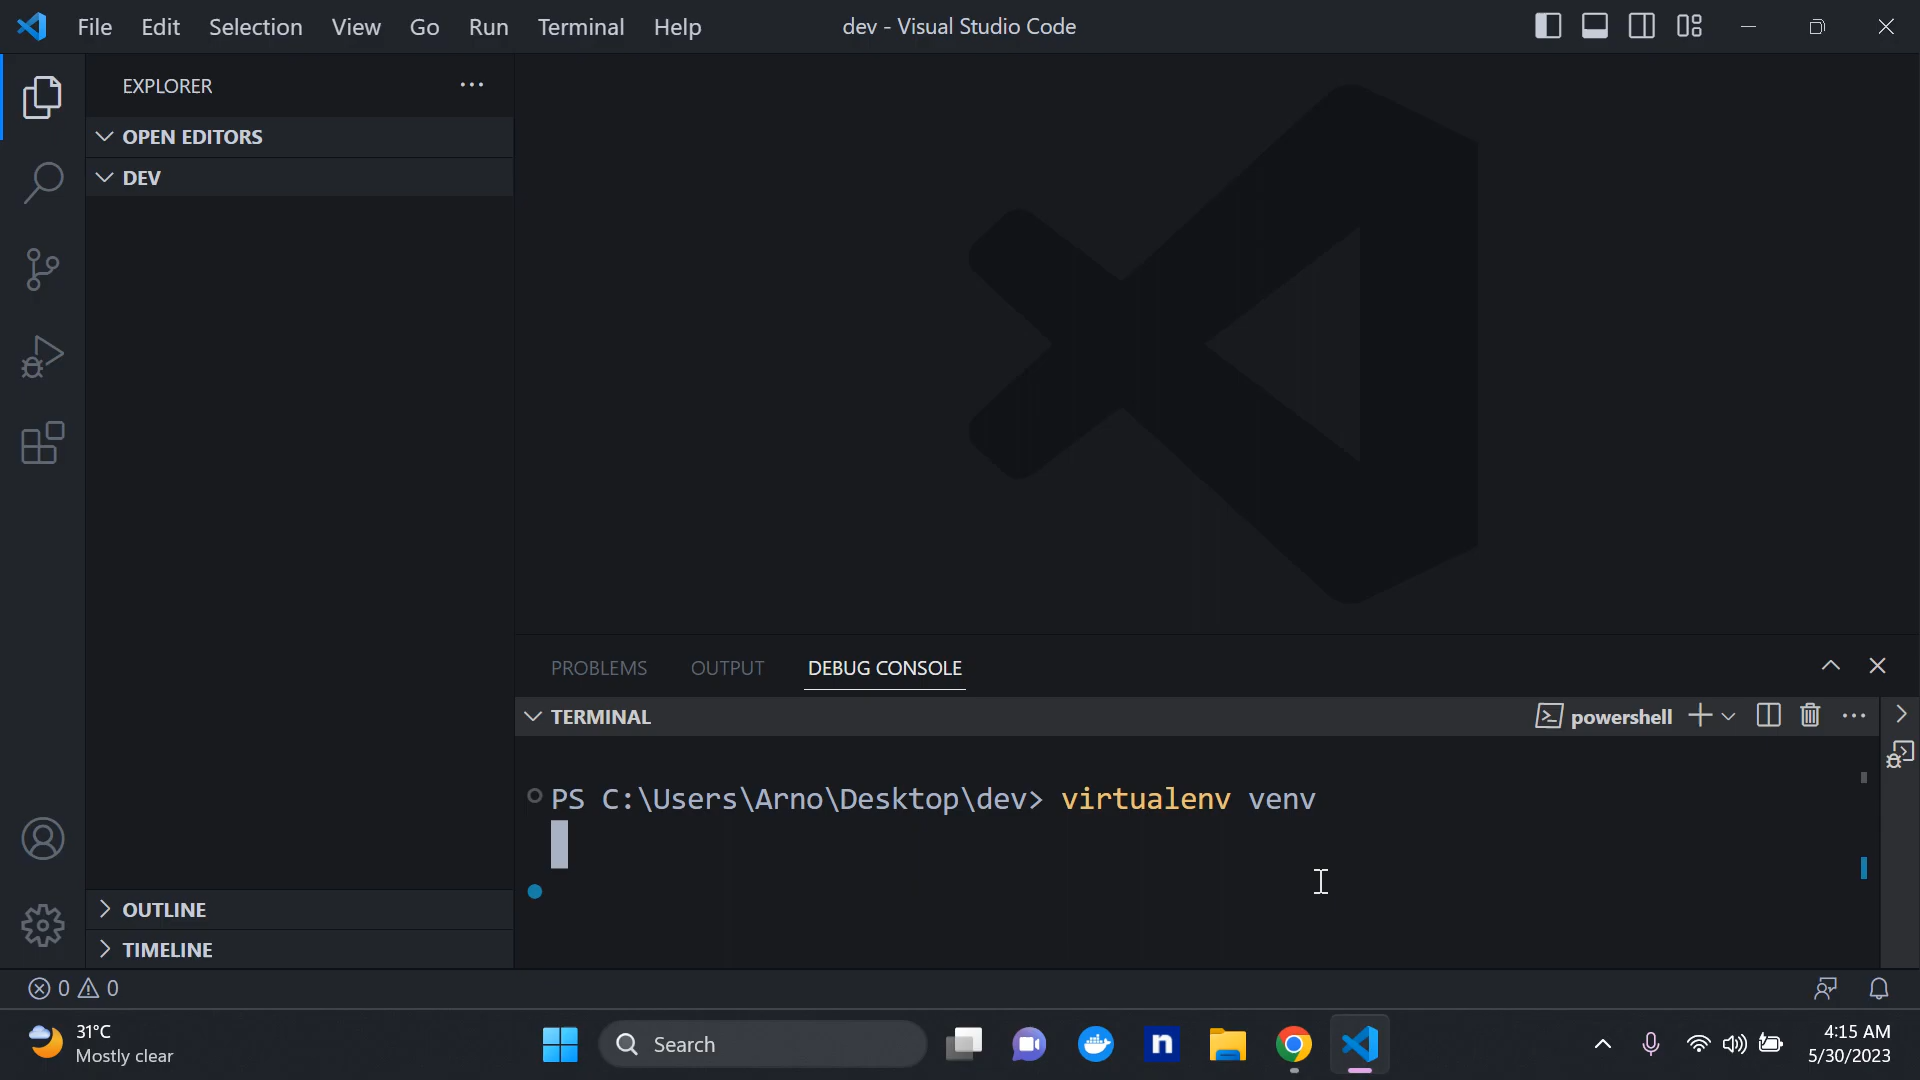 File Edit Selection View Go Run Terminal Help
dev - Visual Studio Code
EXPLORER
OPEN EDITORS
DEV
OUTLINE
TIMELINE
PROBLEMS OUTPUT DEBUG CONSOLE
TERMINAL
powershell
PS C:\Users\Arno\Desktop\dev> virtualenv venv
0 0
31°C
Mostly clear
Search
n
4:15 AM
5/30/2023